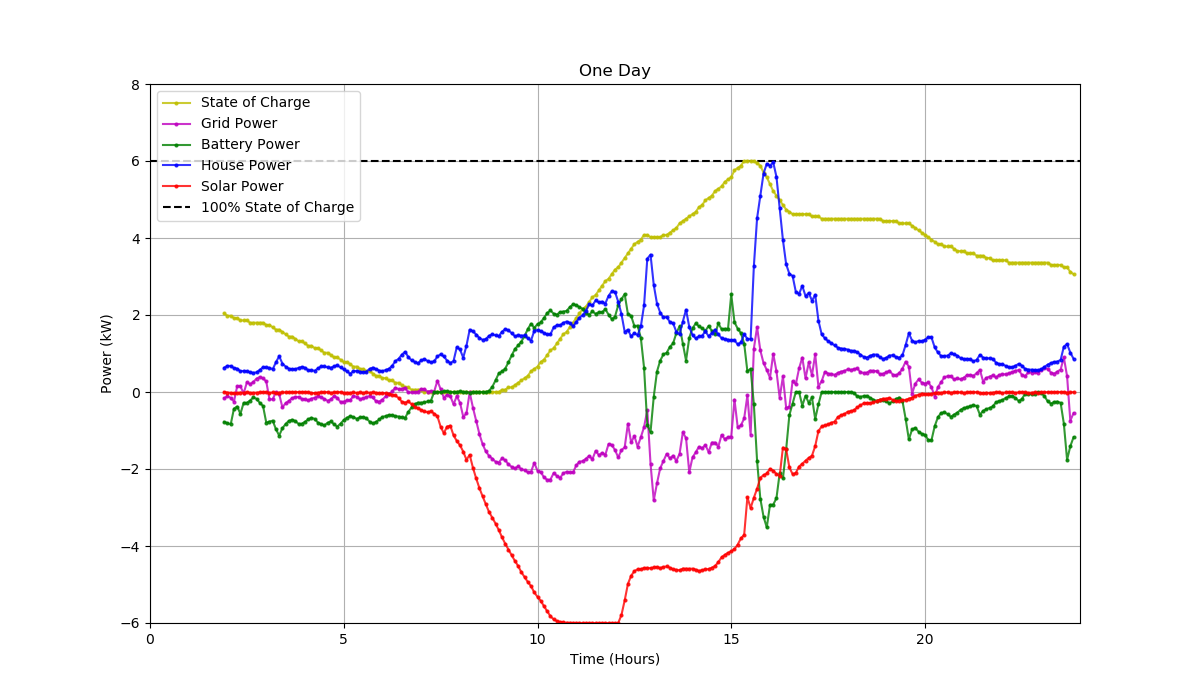 One Day
8
6
4
2
0
−2
−4
−6
Power (kW)
State of Charge
Grid Power
Battery Power
House Power
Solar Power
100% State of Charge
0 5 10 15 20
Time (Hours)